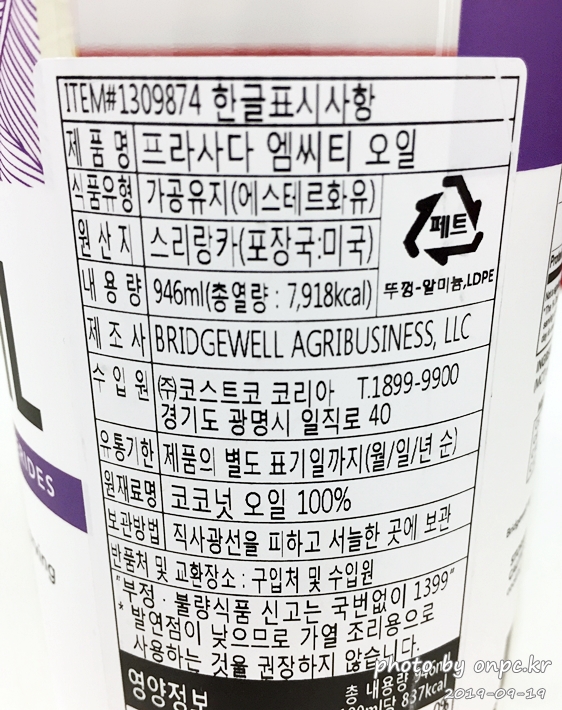 ITEM#1309874 한글표시사항
제 품 명 프라사다 엠씨티 오일
식품유형 가공유지(에스테르화유)
원 산 지 스리랑카(포장국:미국)
페트
뚜껑-알미늄,LDPE
내 용 량 946ml(총열량 : 7,918kcal)
제 조 사 BRIDGEWELL AGRIBUSINESS, LLC
수 입 원 ㈜코스트코 코리아 T.1899-9900
경기도 광명시 일직로 40
유통기한 제품의 별도 표기일까지(월/일/년 순)
원재료명 코코넛 오일 100%
보관방법 직사광선을 피하고 서늘한 곳에 보관
반품처 및 교환장소 : 구입처 및 수입원
"부정·불량식품 신고는 국번없이 1399"
* 발연점이 낮으므로 가열 조리용으로
사용하는 것을 권장하지 않습니다.
영양정보
총 내용량 946ml
100ml당 837kcal
photo by onpc.kr
2019-09-19
L
RIDES